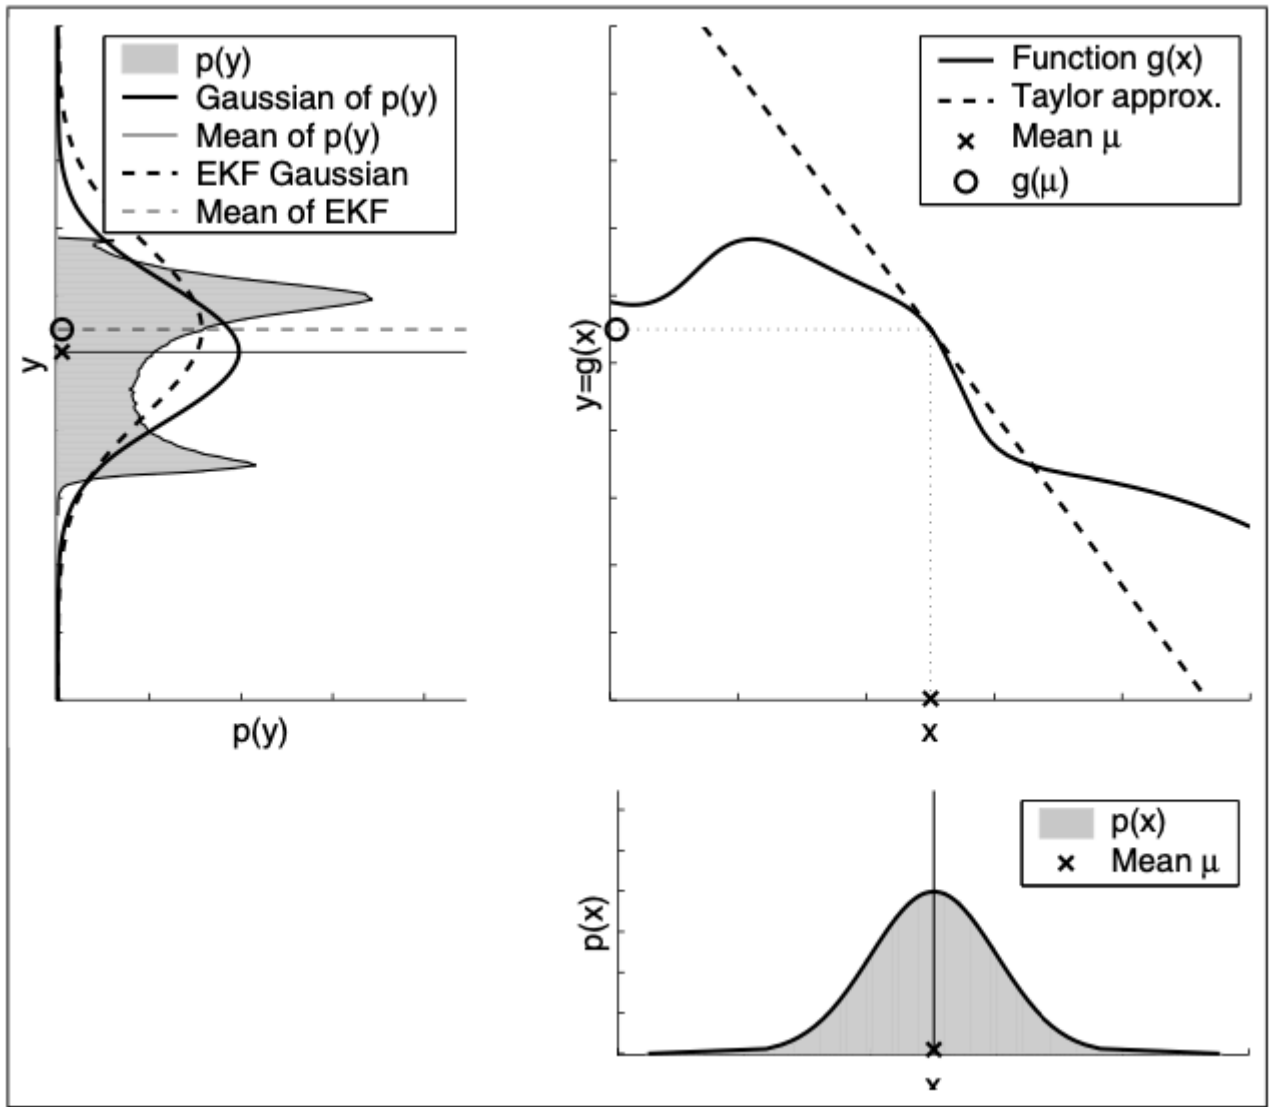 p(y)
Gaussian of p(y)
Mean of p(y)
EKF Gaussian
Mean of EKF
y
p(y)
Function g(x)
Taylor approx.
Mean μ
g(μ)
y=g(x)
x
p(x)
Mean μ
p(x)
x